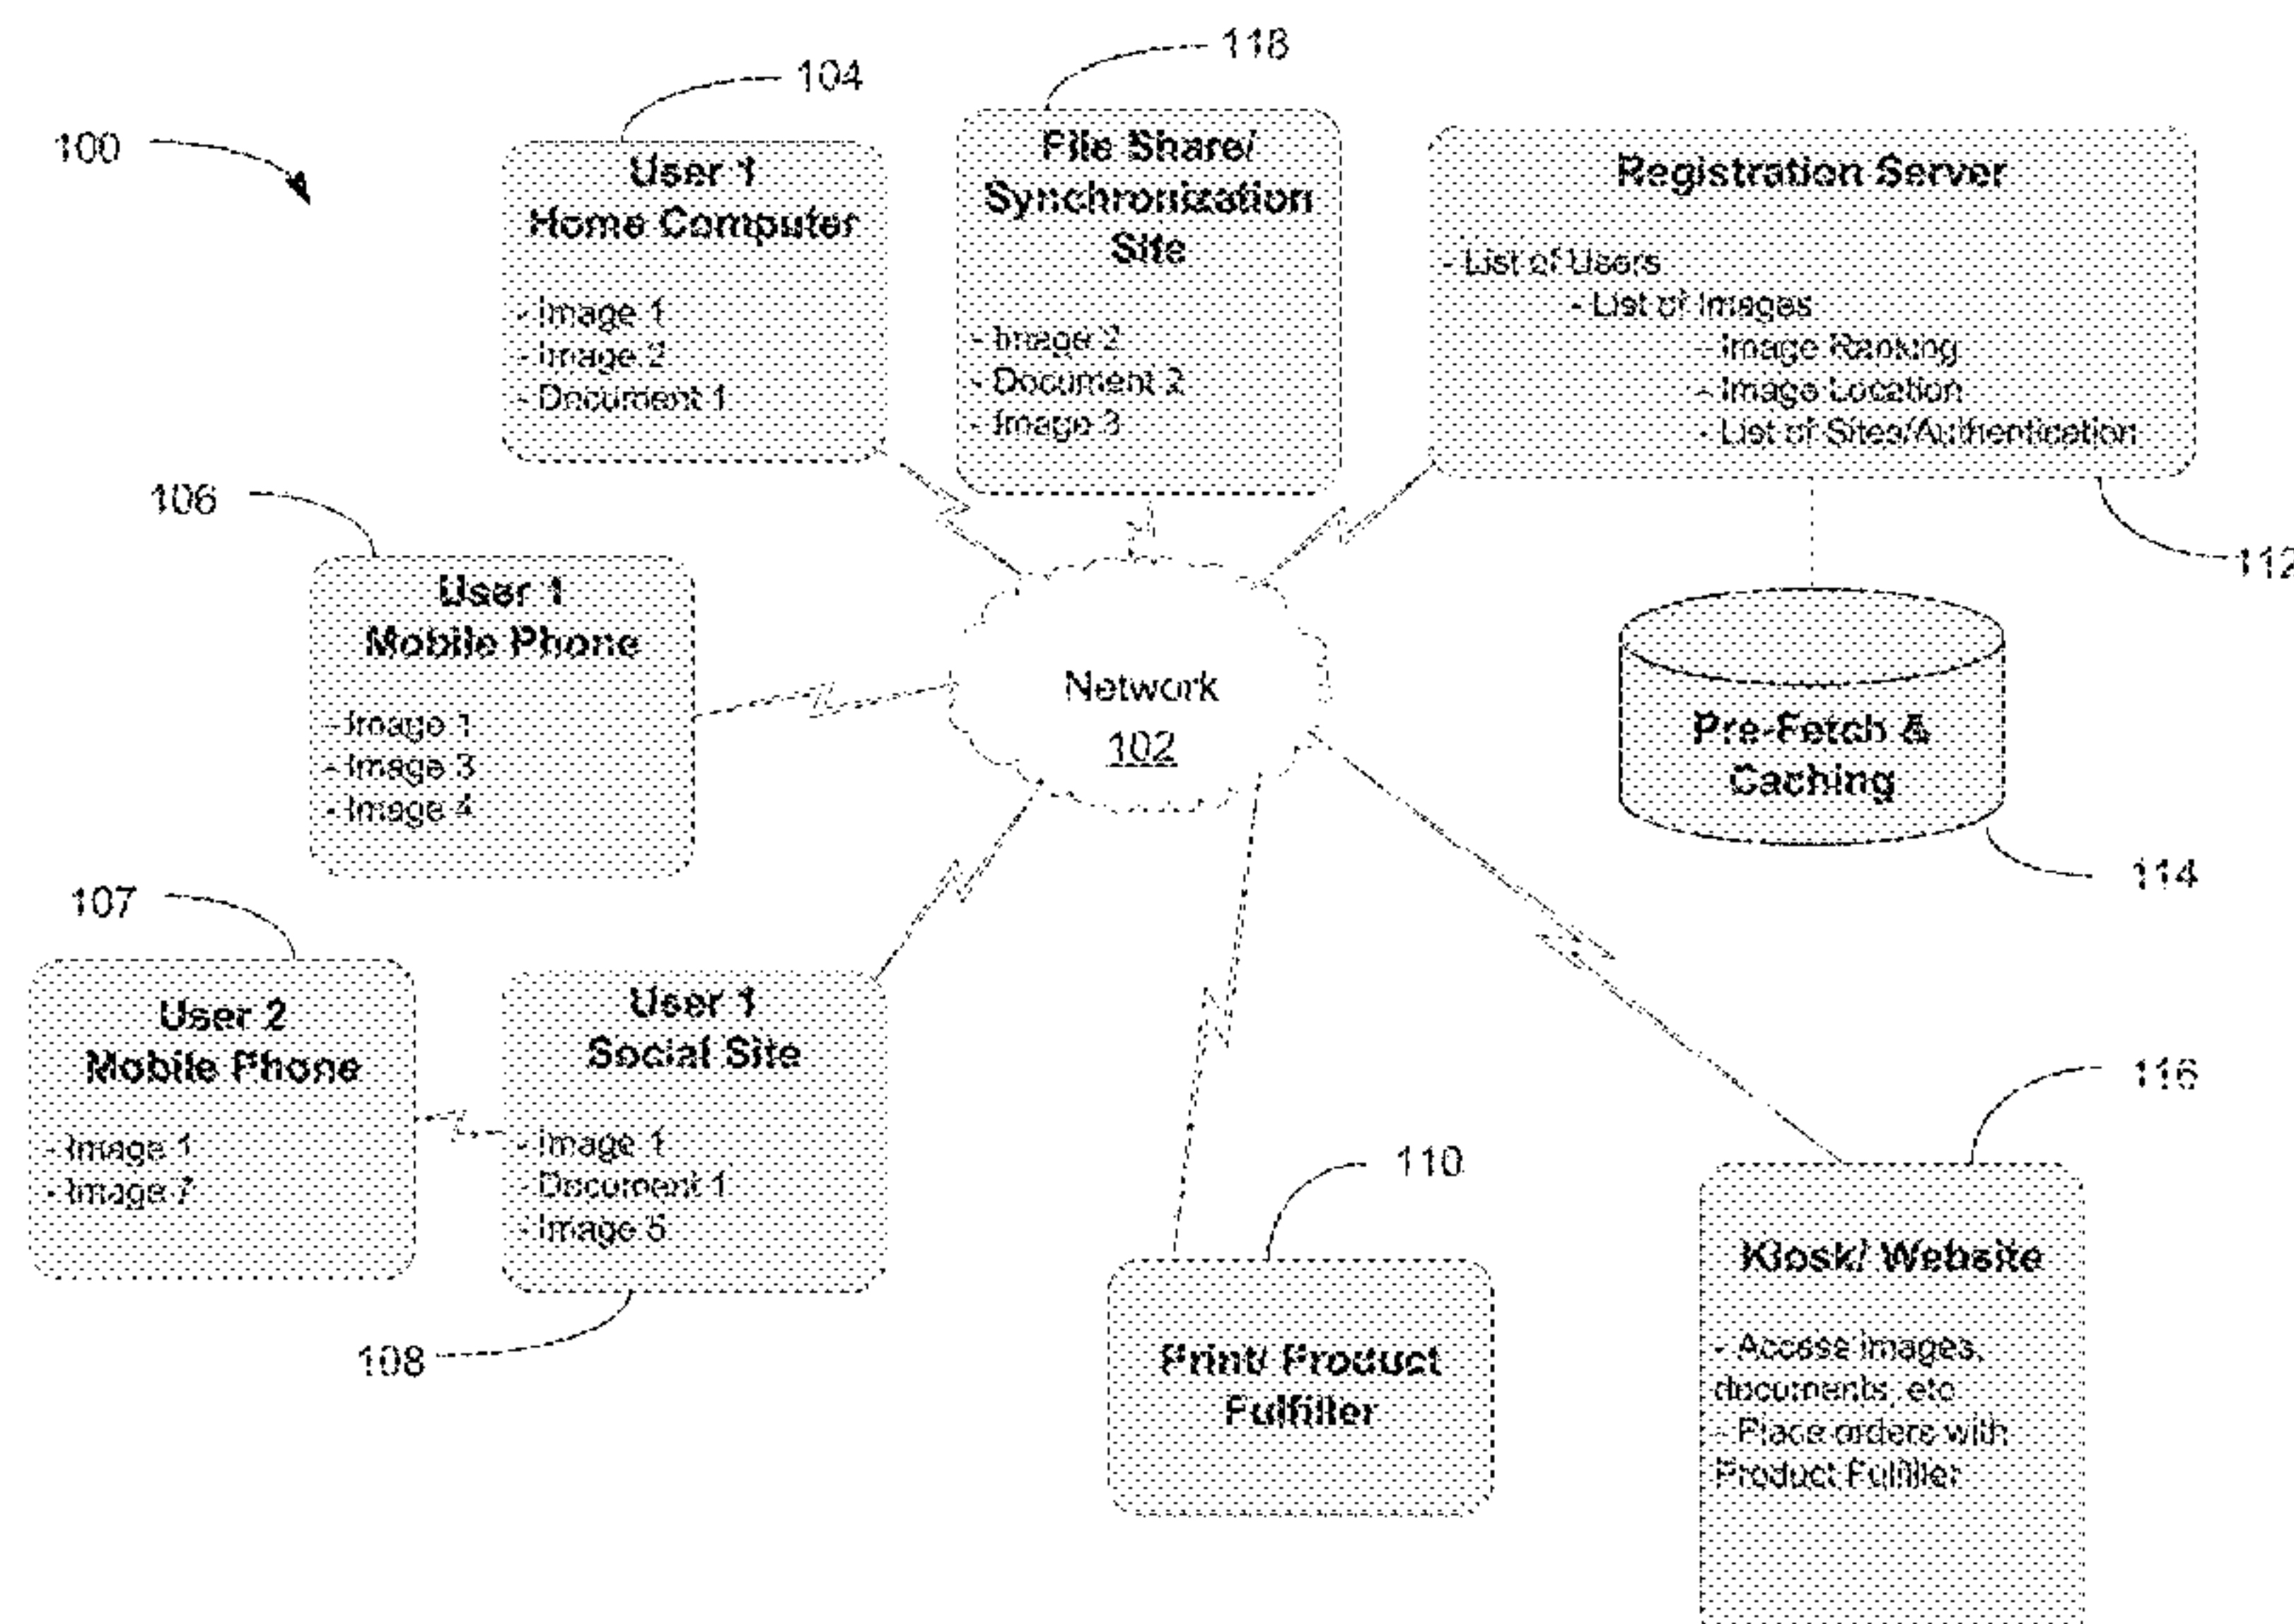 100
104
118
User 1
Home Computer
- Image 1
- Image 2
- Document 1
File Share/
Synchronization
Site
- Image 2
- Document 2
- Image 3
Registration Server
- List of Users
- List of Images
- Image Ranking
- Image Location
- List of Sites/Authentication
112
106
User 1
Mobile Phone
- Image 1
- Image 3
- Image 4
Network
102
Pre-Fetch &
Caching
114
107
User 2
Mobile Phone
- Image 1
- Image 7
User 1
Social Site
- Image 1
- Document 1
- Image 5
108
110
Print/ Product
Fulfiller
116
Kiosk/ Website
- Access images,
documents, etc
- Place orders with
Product Fulfiller